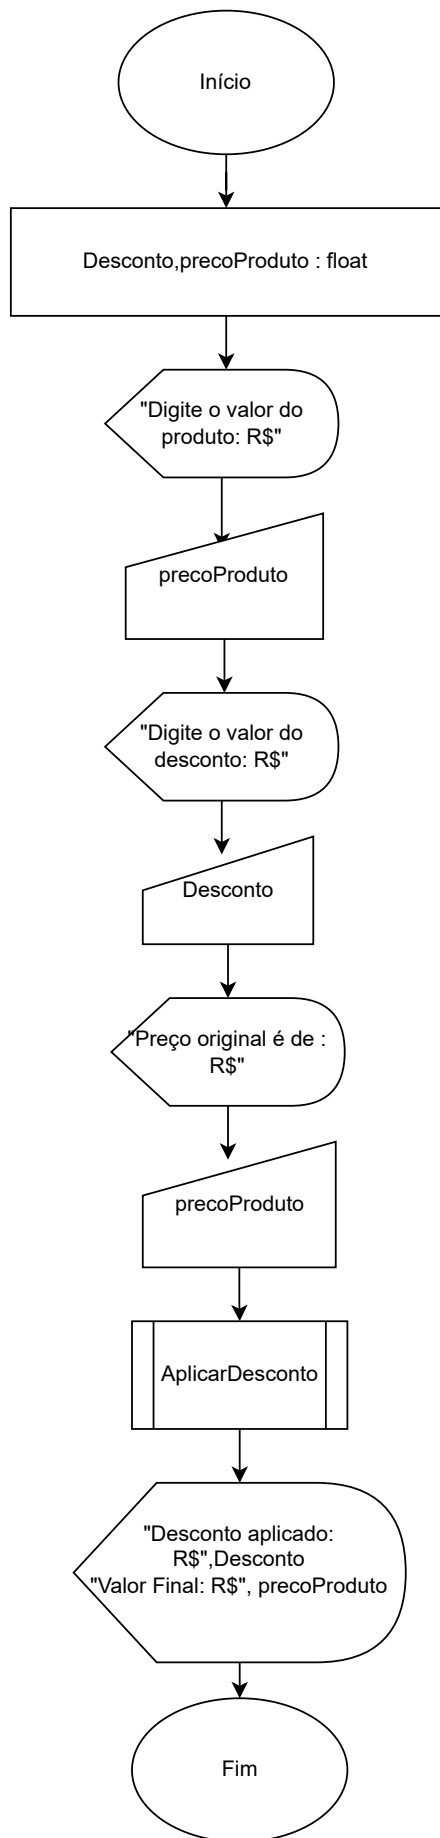 Início
Desconto,precoProduto : float
"Digite o valor do
produto: R$"
precoProduto
"Digite o valor do
desconto: R$"
Desconto
"Preço original é de :
R$"
precoProduto
AplicarDesconto
"Desconto aplicado:
R$",Desconto
"Valor Final: R$", precoProduto
Fim